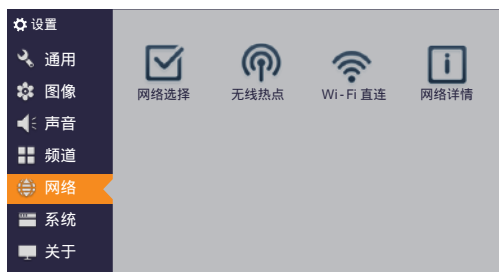 设置
通用
图像
声音
频道
网络
系统
关于
网络选择 无线热点 Wi-Fi 直连 网络详情